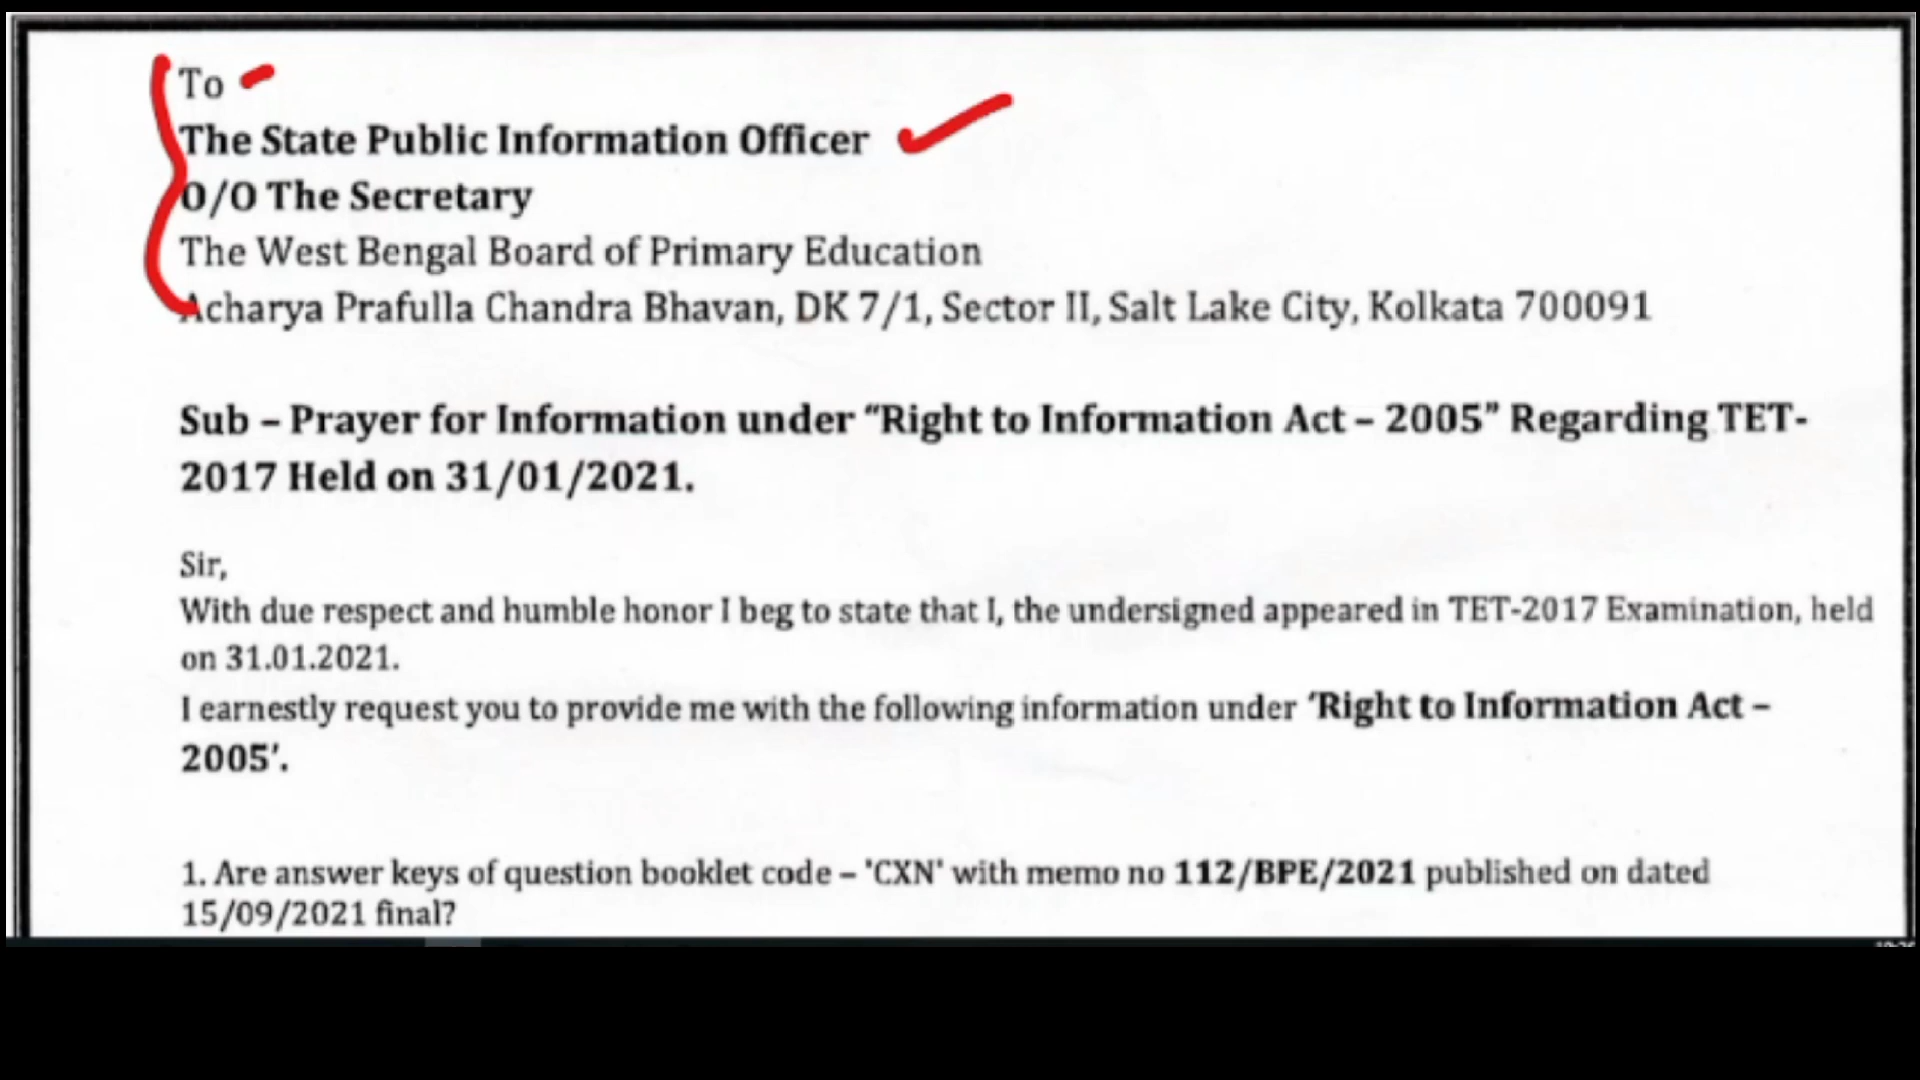 To
The State Public Information Officer
O/O The Secretary
The West Bengal Board of Primary Education
Acharya Prafulla Chandra Bhavan, DK 7/1, Sector II, Salt Lake City, Kolkata 700091
Sub – Prayer for Information under “Right to Information Act – 2005” Regarding TET-
2017 Held on 31/01/2021.
Sir,
With due respect and humble honor I beg to state that I, the undersigned appeared in TET-2017 Examination, held
on 31.01.2021.
I earnestly request you to provide me with the following information under ‘Right to Information Act –
2005’.
1. Are answer keys of question booklet code – 'CXN' with memo no 112/BPE/2021 published on dated
15/09/2021 final?